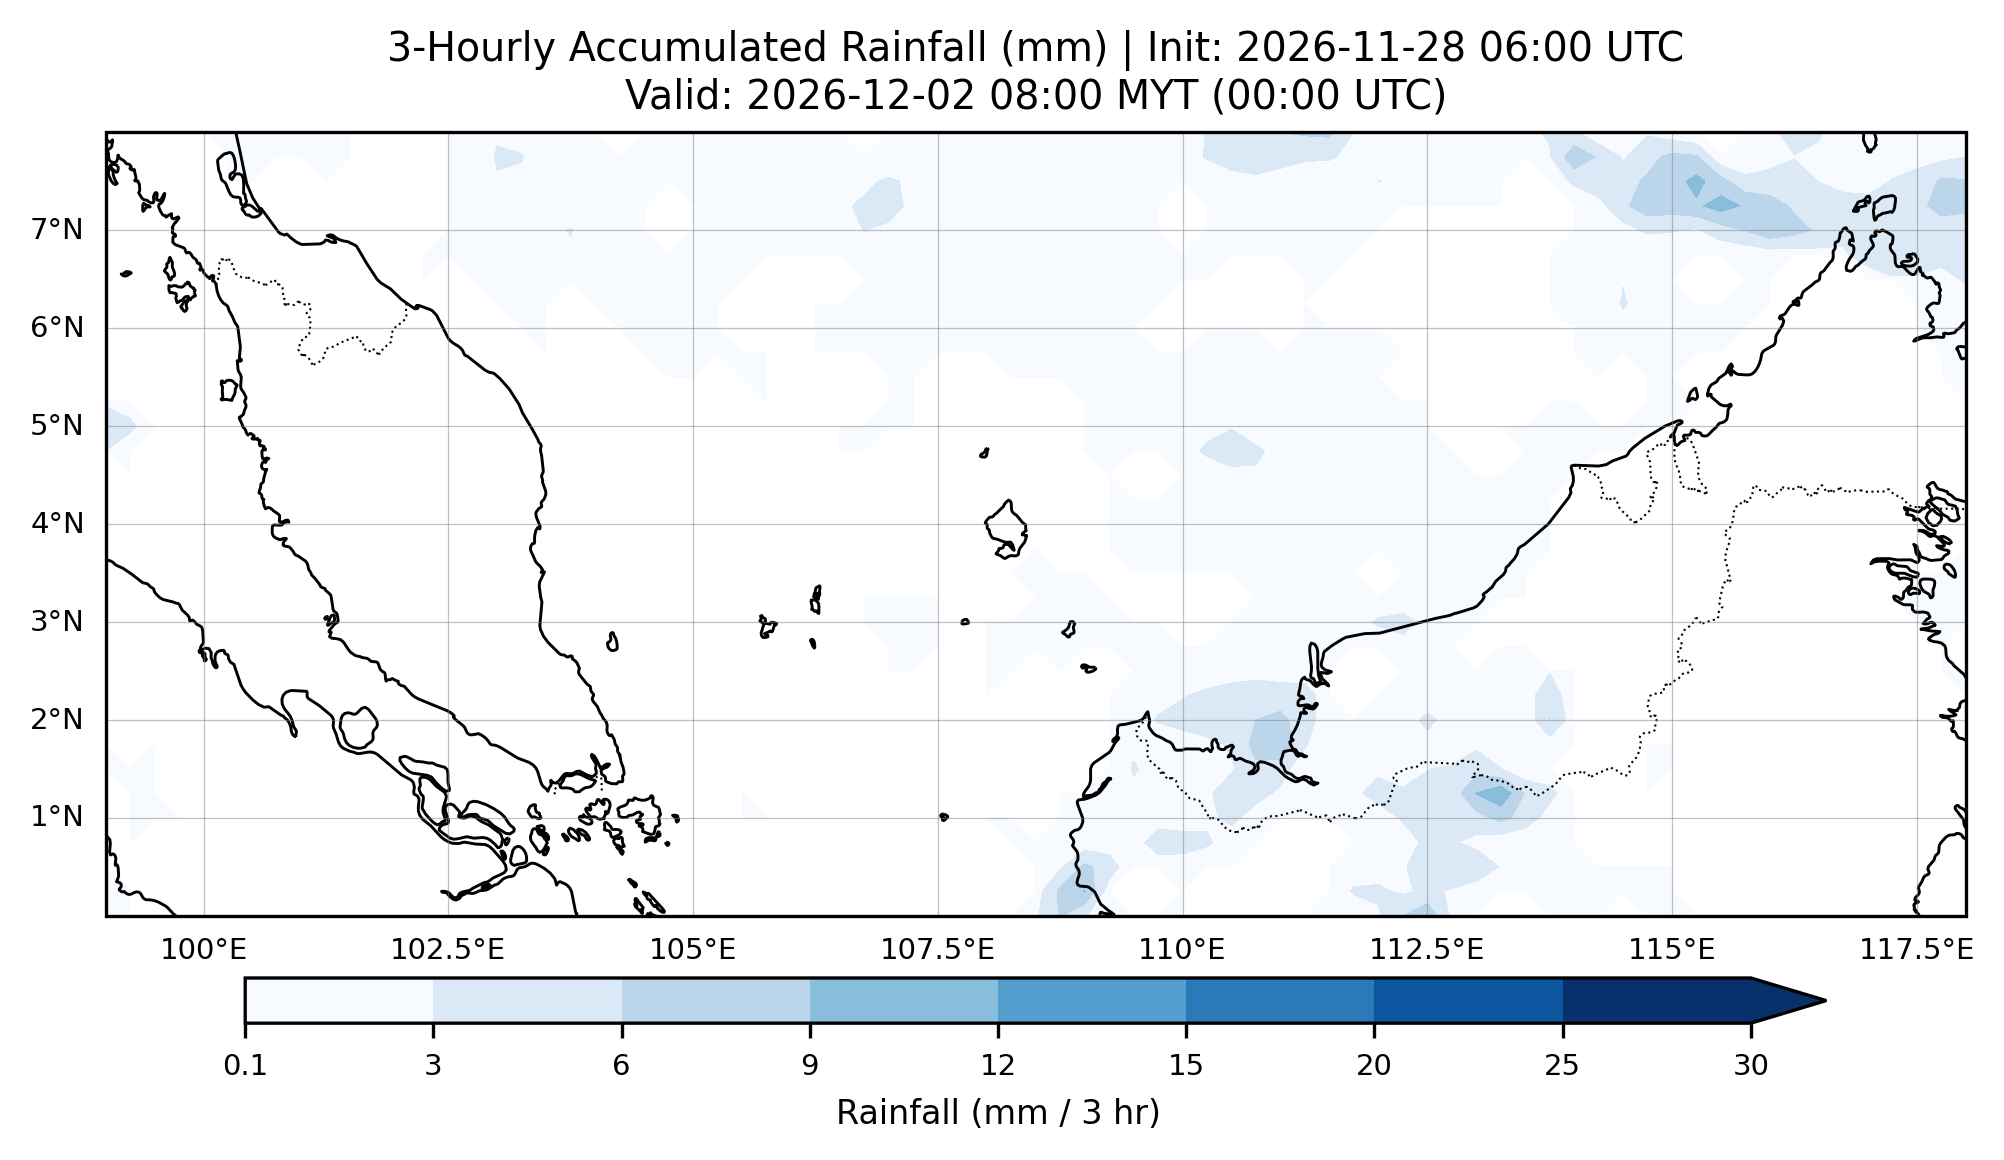 3-Hourly Accumulated Rainfall (mm) | Init: 2026-11-28 06:00 UTC
Valid: 2026-12-02 08:00 MYT (00:00 UTC)
7°N
6°N
5°N
4°N
3°N
2°N
1°N
100°E 102.5°E 105°E 107.5°E 110°E 112.5°E 115°E 117.5°E
0.1 3 6 9 12 15 20 25 30
Rainfall (mm / 3 hr)